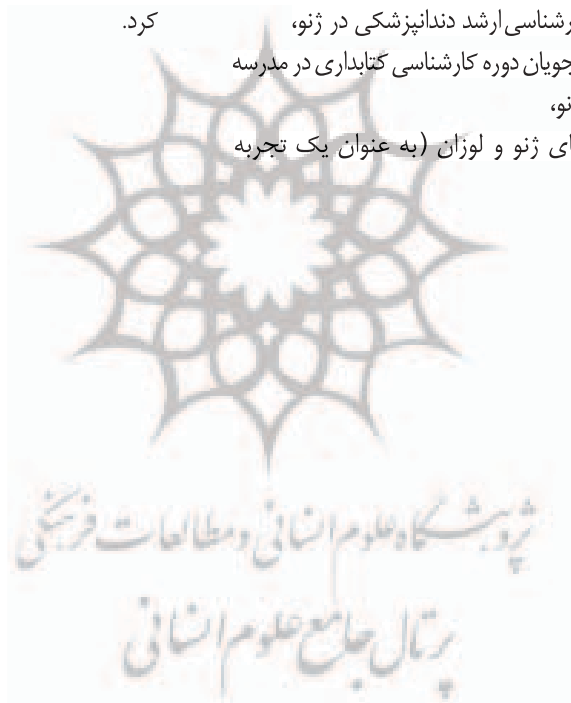 رشناسی‌ارشد دندانپزشکی در ژنو، کرد.
جویان دوره کارشناسی کتابداری در مدرسه
نو،
ای ژنو و لوزان (به عنوان یک تجربه
پژوهشگاه علوم انسانی و مطالعات فرهنگی
پرتال جامع علوم انسانی